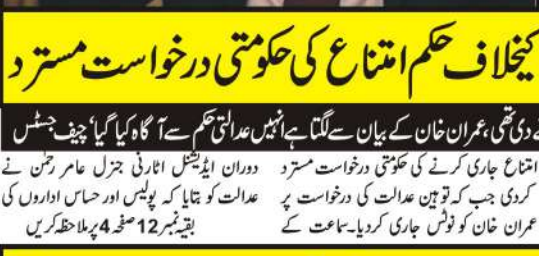 کیخلاف حکم امتناع کی حکومتی درخواست مسترد
دی تھی، عمران خان کے بیان سے لگتا ہے انہیں عدالتی حکم سے آگاہ کیا گیا، چیف جسٹس
امتناع جاری کرنے کی حکومتی درخواست مسترد
کردی جب کہ توہین عدالت کی درخواست پر
عمران خان کو نوٹس جاری کردیا۔ سماعت کے
دوران ایڈیشنل اٹارنی جنرل عامر رحمٰن نے
عدالت کو بتایا کہ پولیس اور حساس اداروں کی
بقیہ نمبر 12 صفحہ 4 پر ملاحظہ کریں